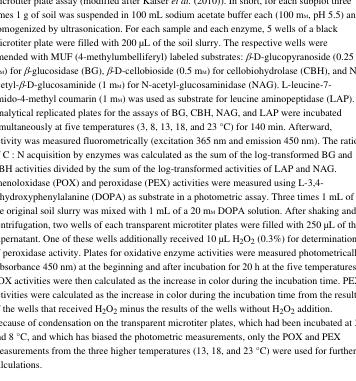 microtiter plate assay (modified after Kaiser et al. (2010)). In short, for each subplot three
times 1 g of soil was suspended in 100 mL sodium acetate buffer each (100 mM, pH 5.5) and
homogenized by ultrasonication. For each sample and each enzyme, 5 wells of a black
microtiter plate were filled with 200 µL of the soil slurry. The respective wells were
amended with MUF (4-methylumbelliferyl) labeled substrates: β-D-glucopyranoside (0.25
mM) for β-glucosidase (BG), β-D-cellobioside (0.5 mM) for cellobiohydrolase (CBH), and N-
acetyl-β-D-glucosaminide (1 mM) for N-acetyl-glucosaminidase (NAG). L-leucine-7-
amido-4-methyl coumarin (1 mM) was used as substrate for leucine aminopeptidase (LAP).
Analytical replicated plates for the assays of BG, CBH, NAG, and LAP were incubated
simultaneously at five temperatures (3, 8, 13, 18, and 23 °C) for 140 min. Afterward,
activity was measured fluorometrically (excitation 365 nm and emission 450 nm). The ratio
of C : N acquisition by enzymes was calculated as the sum of the log-transformed BG and
CBH activities divided by the sum of the log-transformed activities of LAP and NAG.
Phenoloxidase (POX) and peroxidase (PEX) activities were measured using L-3,4-
dihydroxyphenylalanine (DOPA) as substrate in a photometric assay. Three times 1 mL of
the original soil slurry was mixed with 1 mL of a 20 mM DOPA solution. After shaking and
centrifugation, two wells of each transparent microtiter plates were filled with 250 µL of the
supernatant. One of these wells additionally received 10 µL H2O2 (0.3%) for determination
of peroxidase activity. Plates for oxidative enzyme activities were measured photometrically
(absorbance 450 nm) at the beginning and after incubation for 20 h at the five temperatures.
POX activities were then calculated as the increase in color during the incubation time. PEX
activities were calculated as the increase in color during the incubation time from the results
of the wells that received H2O2 minus the results of the wells without H2O2 addition.
Because of condensation on the transparent microtiter plates, which had been incubated at 3
and 8 °C, and which has biased the photometric measurements, only the POX and PEX
measurements from the three higher temperatures (13, 18, and 23 °C) were used for further
calculations.